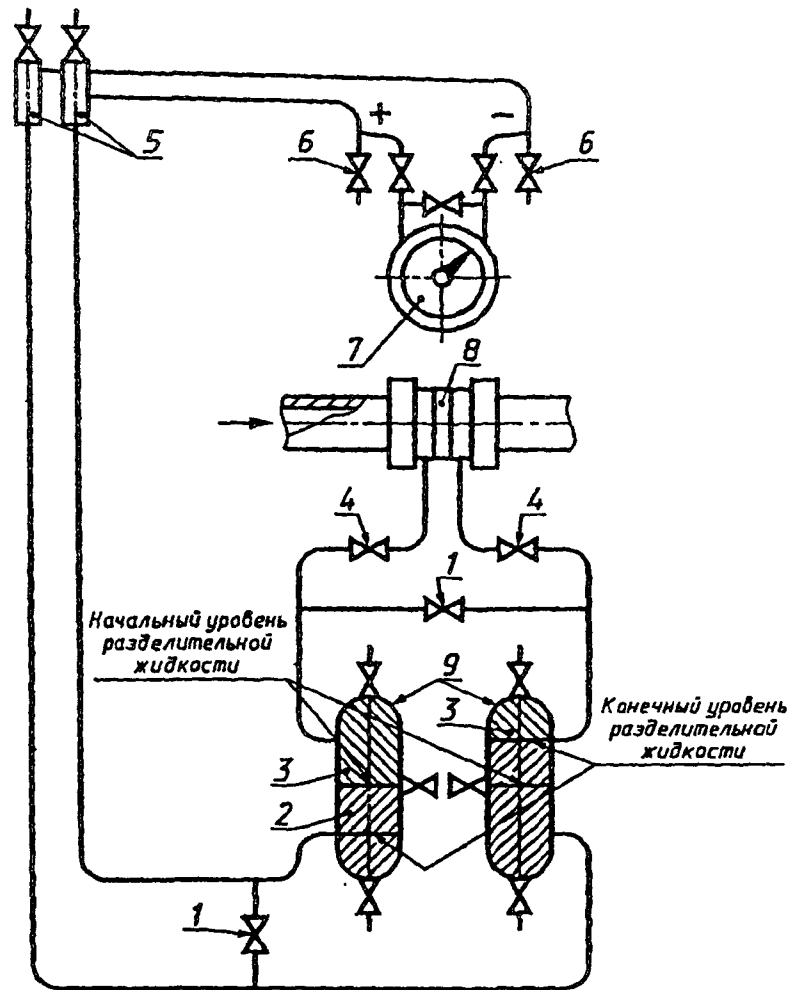 5
+
-
6
6
7
8
4
4
1
Начальный уровень
разделительной
жидкости
9
3
Конечный уровень
разделительной
жидкости
3
2
1